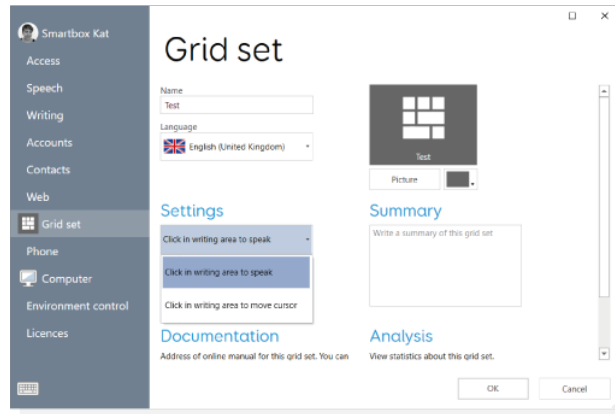 Smartbox Kat
Access
Speech
Writing
Accounts
Contacts
Web
Grid set
Phone
Computer
Environment control
Licences
Grid set
Name
Test
Language
English (United Kingdom)
Test
Picture
Settings
Click in writing area to speak
Click in writing area to speak
Click in writing area to move cursor
Summary
Write a summary of this grid set
Documentation
Address of online manual for this grid set. You can
Analysis
View statistics about this grid set.
OK
Cancel